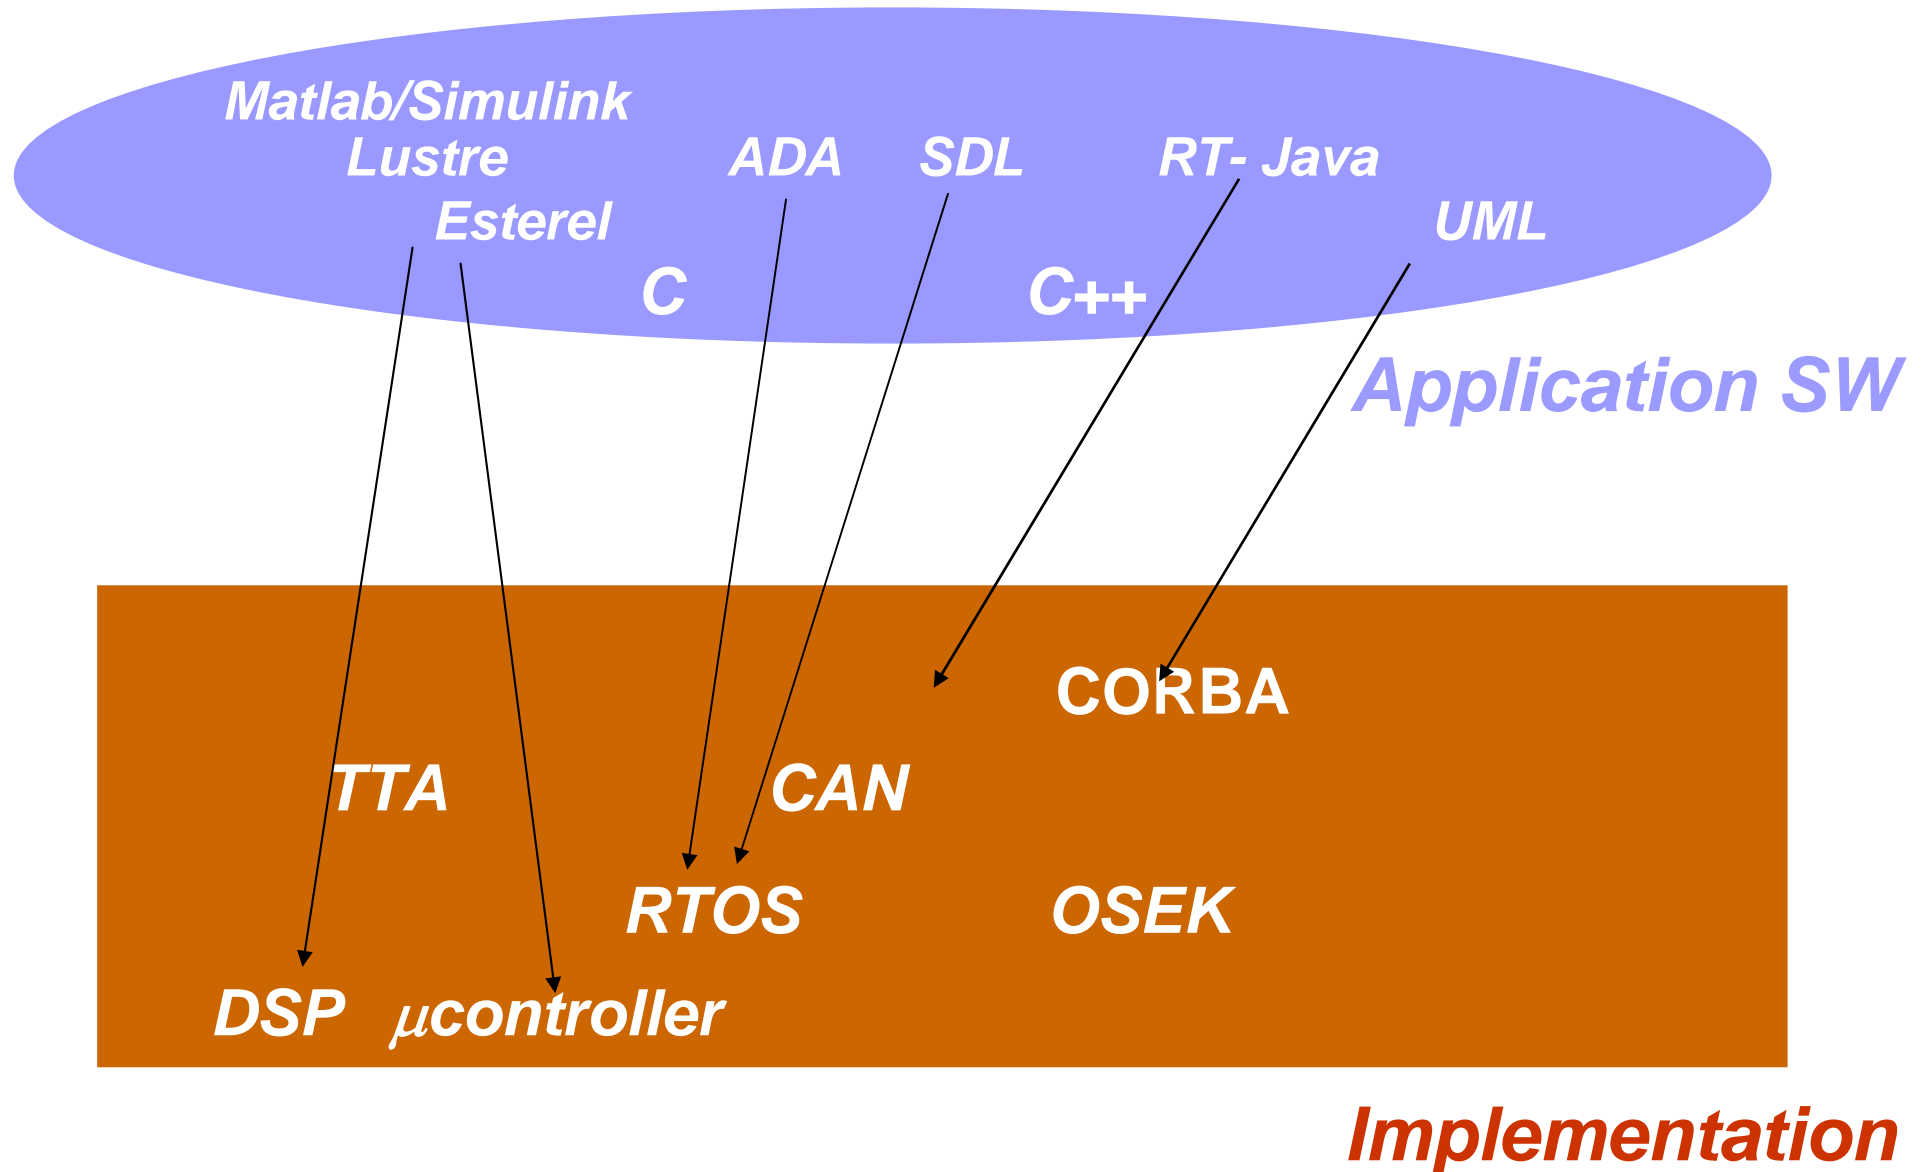 Matlab/Simulink
Lustre ADA SDL RT- Java
Esterel UML
C C++
Application SW
CORBA
TTA CAN
RTOS OSEK
DSP μcontroller
Implementation